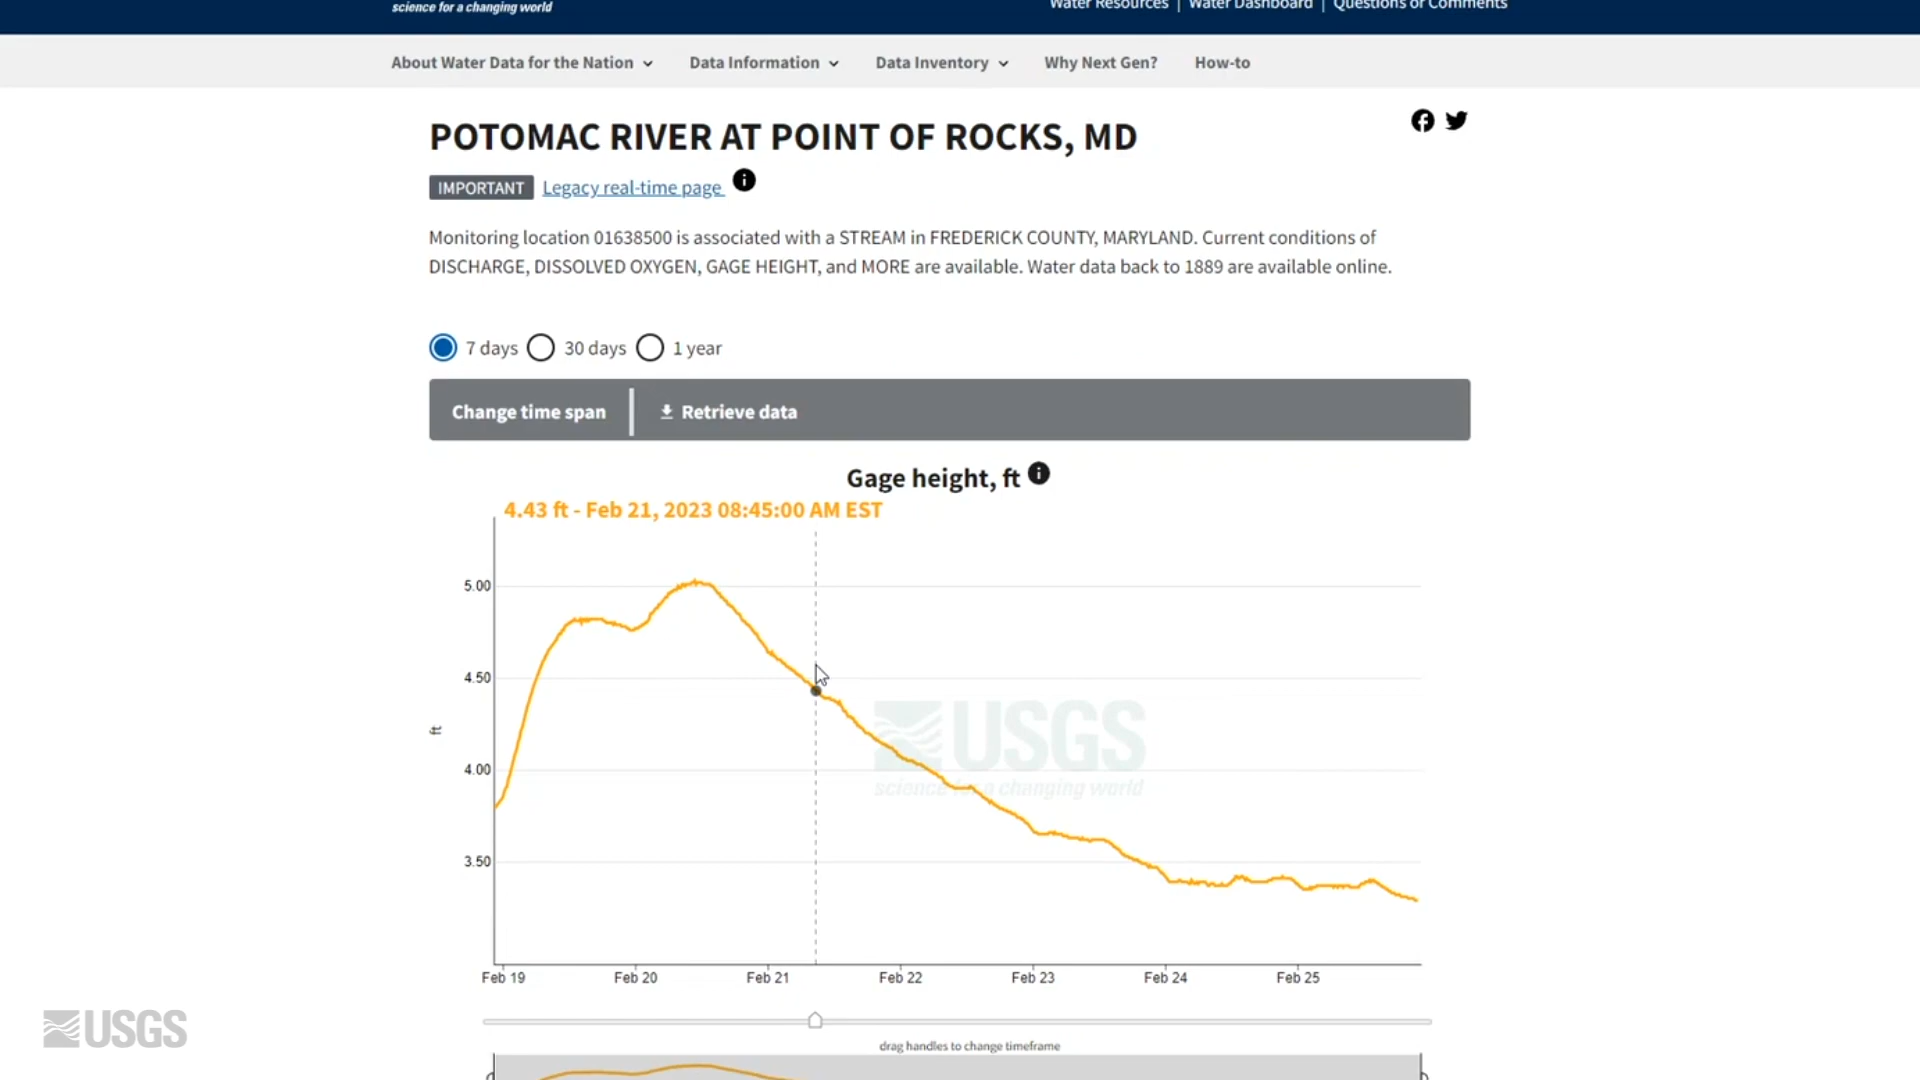 science for a changing world
Water Resources | Water Dashboard | Questions or Comments
About Water Data for the Nation
Data Information
Data Inventory
Why Next Gen?
How-to
POTOMAC RIVER AT POINT OF ROCKS, MD
IMPORTANT Legacy real-time page
Monitoring location 01638500 is associated with a STREAM in FREDERICK COUNTY, MARYLAND. Current conditions of
DISCHARGE, DISSOLVED OXYGEN, GAGE HEIGHT, and MORE are available. Water data back to 1889 are available online.
7 days 30 days 1 year
Change time span
Retrieve data
Gage height, ft
4.43 ft - Feb 21, 2023 08:45:00 AM EST
5.00
4.50
ft
4.00
3.50
USGS
science for a changing world
Feb 19 Feb 20 Feb 21 Feb 22 Feb 23 Feb 24 Feb 25
USGS
drag handles to change timeframe